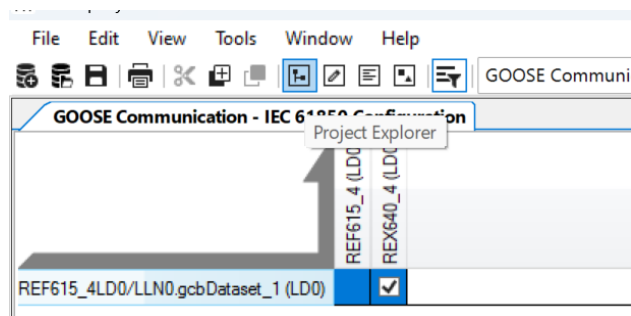 File Edit View Tools Window Help
GOOSE Communi
GOOSE Communication - IEC 61850 Configuration
Project Explorer
REF615_4 (LD0
REX640_4 (LD0
REF615_4LD0/LLN0.gcbDataset_1 (LD0)